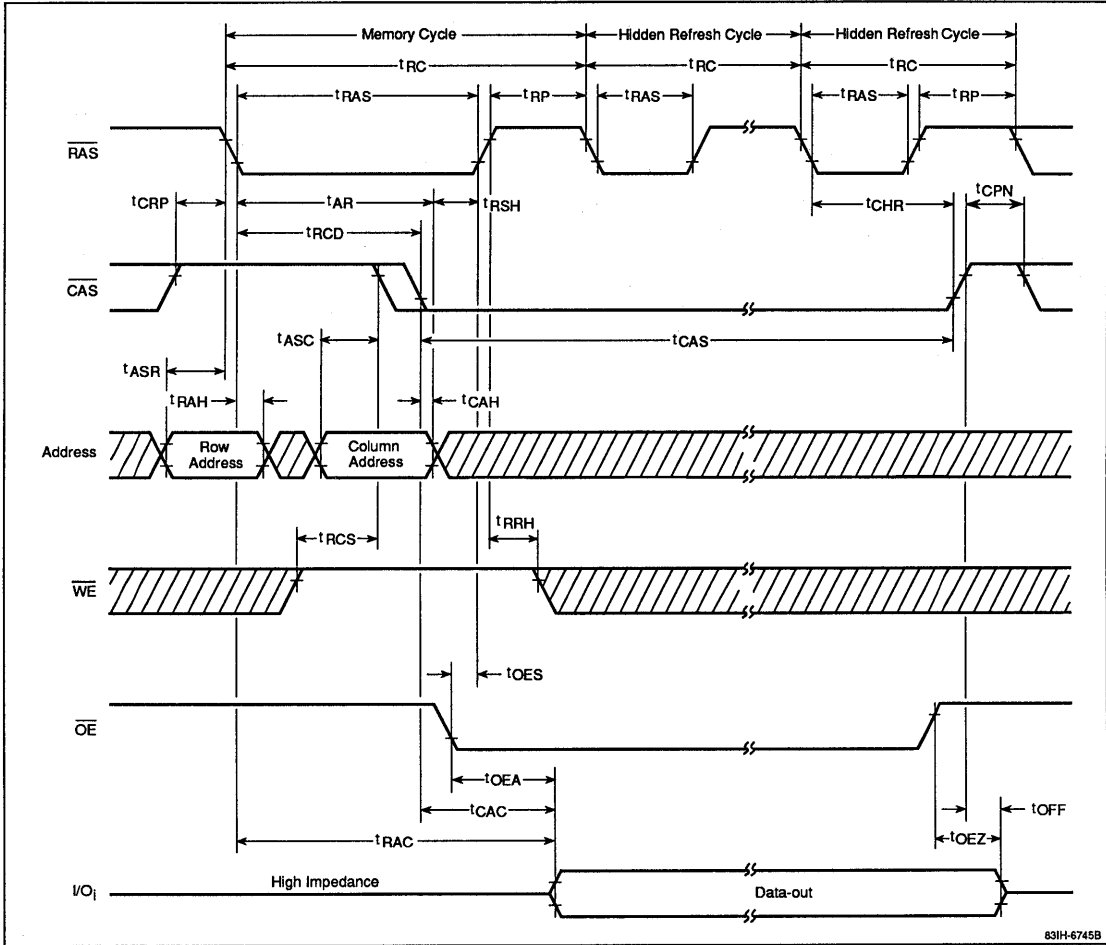 Memory Cycle Hidden Refresh Cycle Hidden Refresh Cycle
tRC tRC tRC
tRAS tRP tRAS tRAS tRP
RAS
tCRP tAR tRSH tCHR tCPN
tRCD
CAS
tASC tCAS
tASR
tRAH tCAH
Address Row Address Column Address
tRCS tRRH
WE
tOES
OE
tOEA
tCAC tOFF
tRAC tOEZ
I/Oi High Impedance Data-out
83IH-6745B